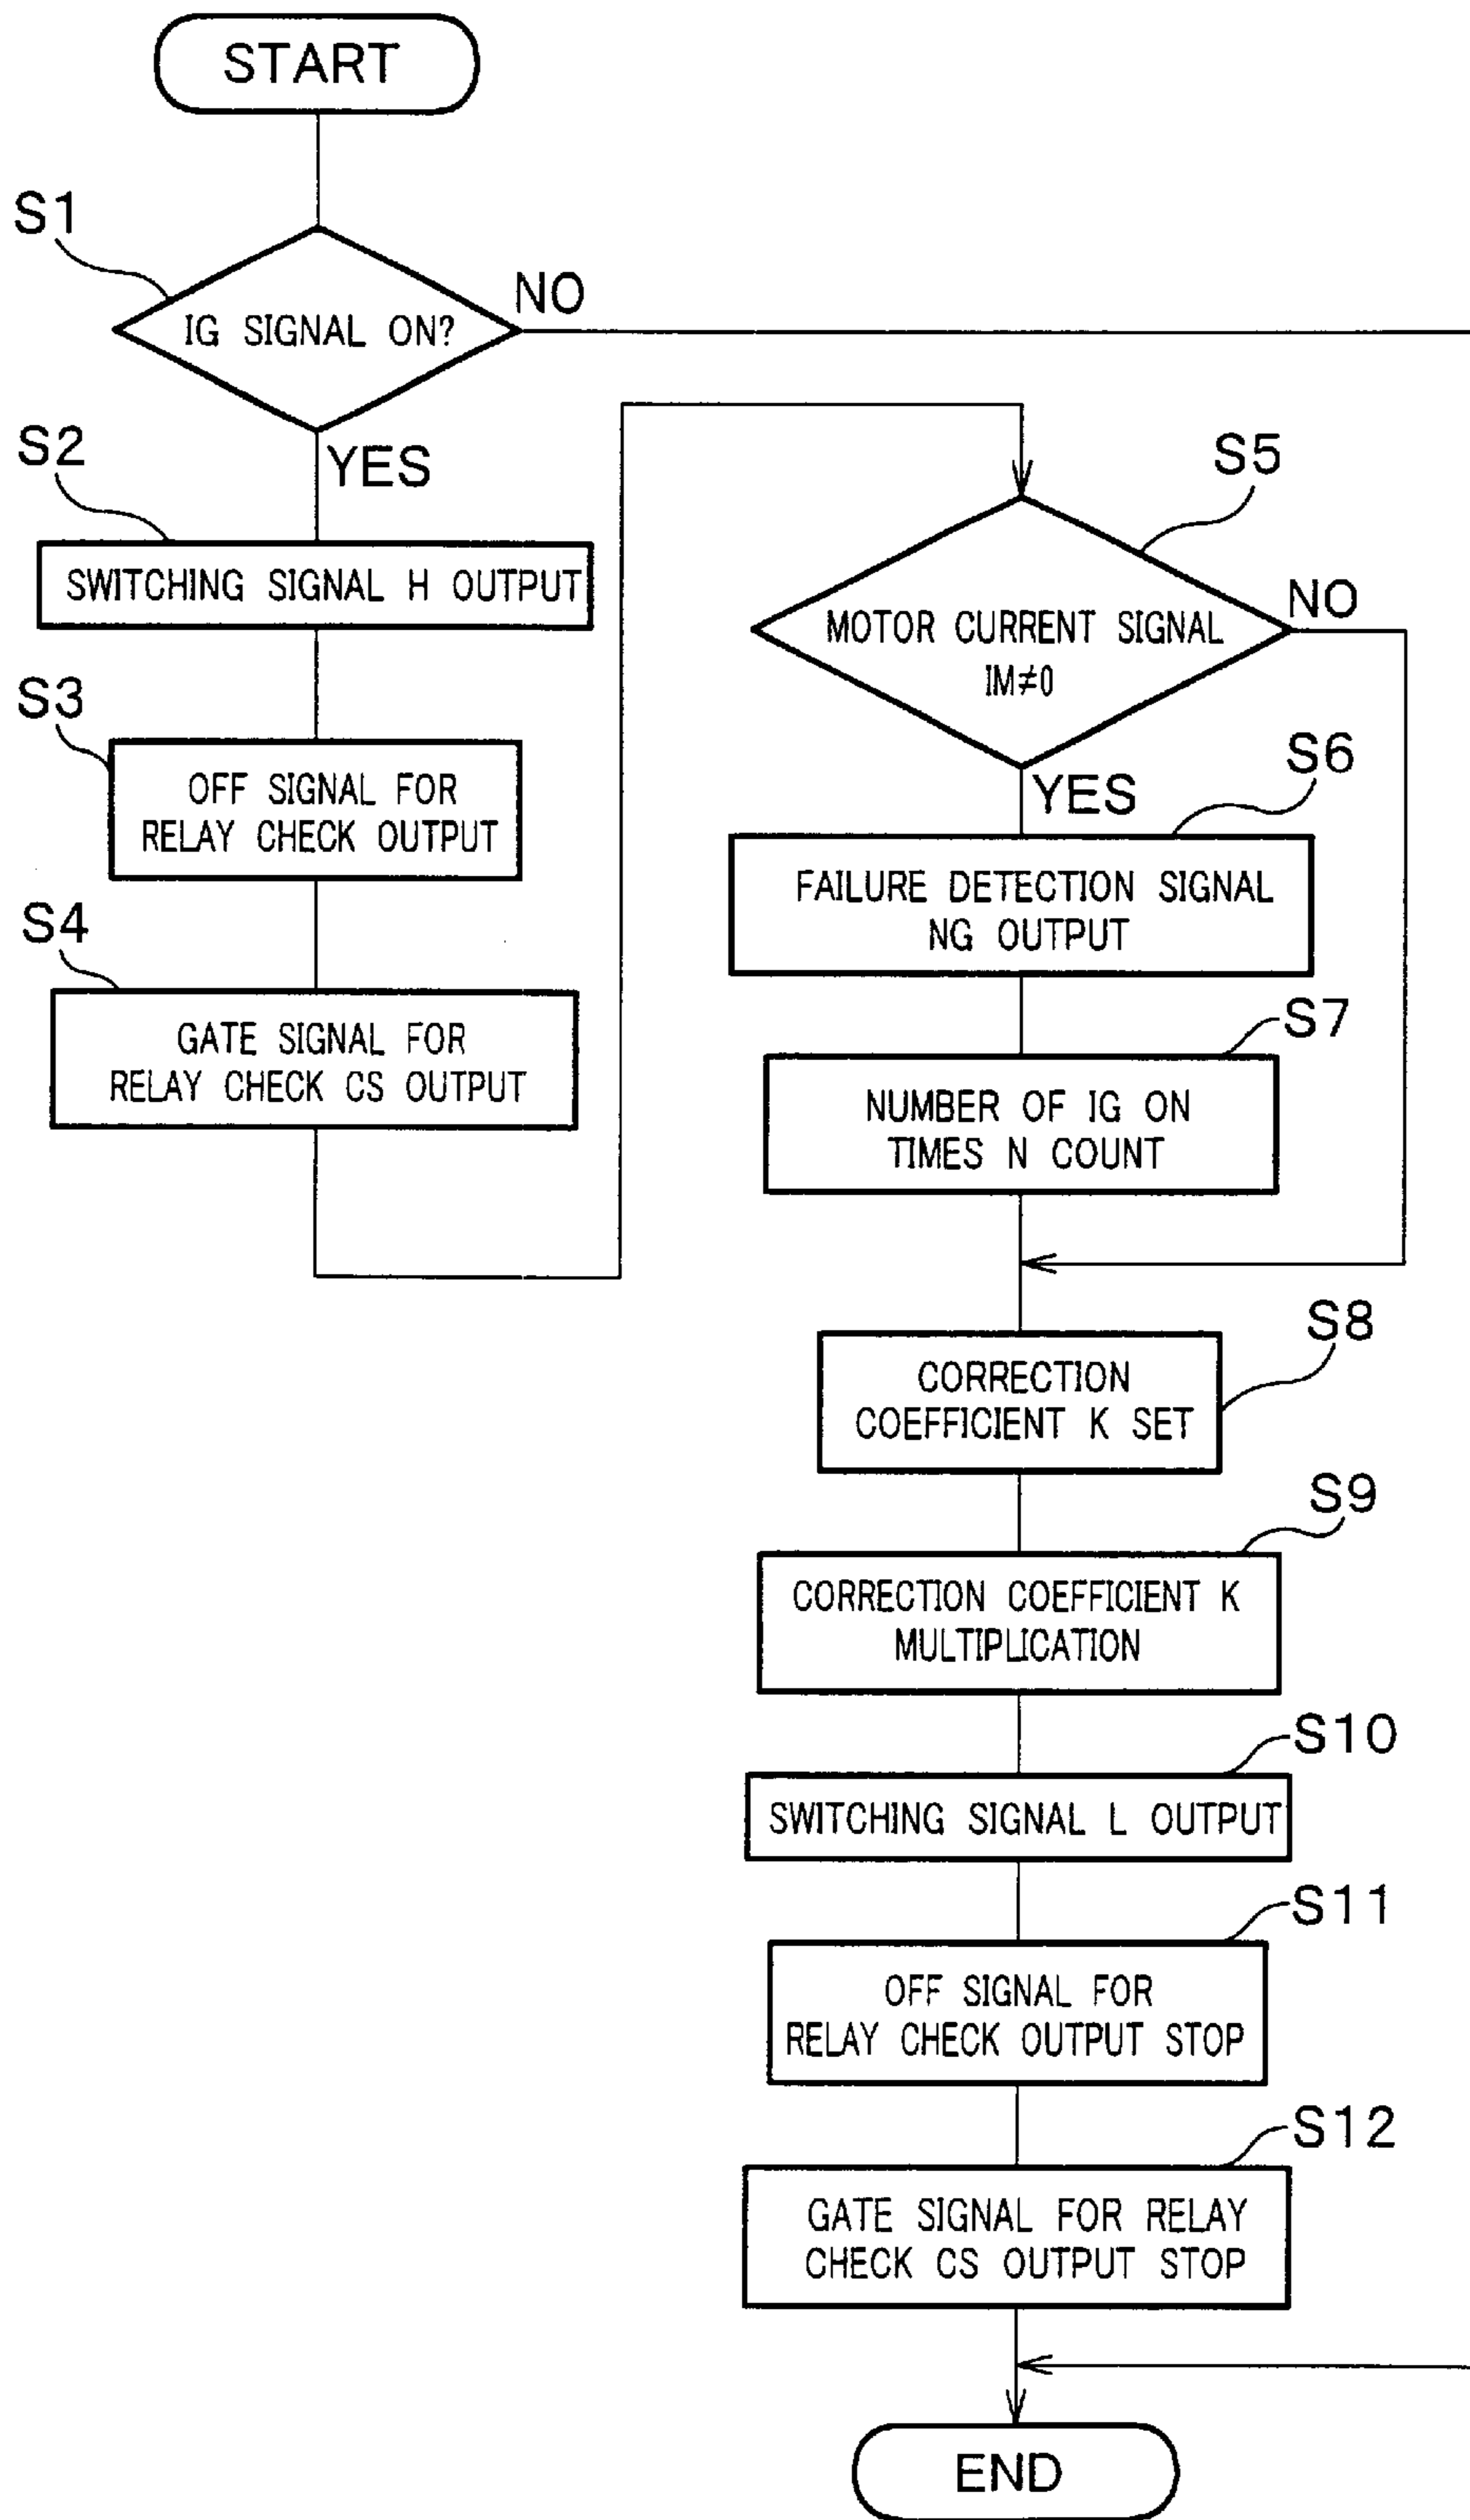 START
S1
IG SIGNAL ON?
NO
YES
S2
SWITCHING SIGNAL H OUTPUT
S3
OFF SIGNAL FOR
RELAY CHECK OUTPUT
S4
GATE SIGNAL FOR
RELAY CHECK CS OUTPUT
S5
MOTOR CURRENT SIGNAL
IM≠0
NO
YES
S6
FAILURE DETECTION SIGNAL
NG OUTPUT
S7
NUMBER OF IG ON
TIMES N COUNT
S8
CORRECTION
COEFFICIENT K SET
S9
CORRECTION COEFFICIENT K
MULTIPLICATION
S10
SWITCHING SIGNAL L OUTPUT
S11
OFF SIGNAL FOR
RELAY CHECK OUTPUT STOP
S12
GATE SIGNAL FOR RELAY
CHECK CS OUTPUT STOP
END